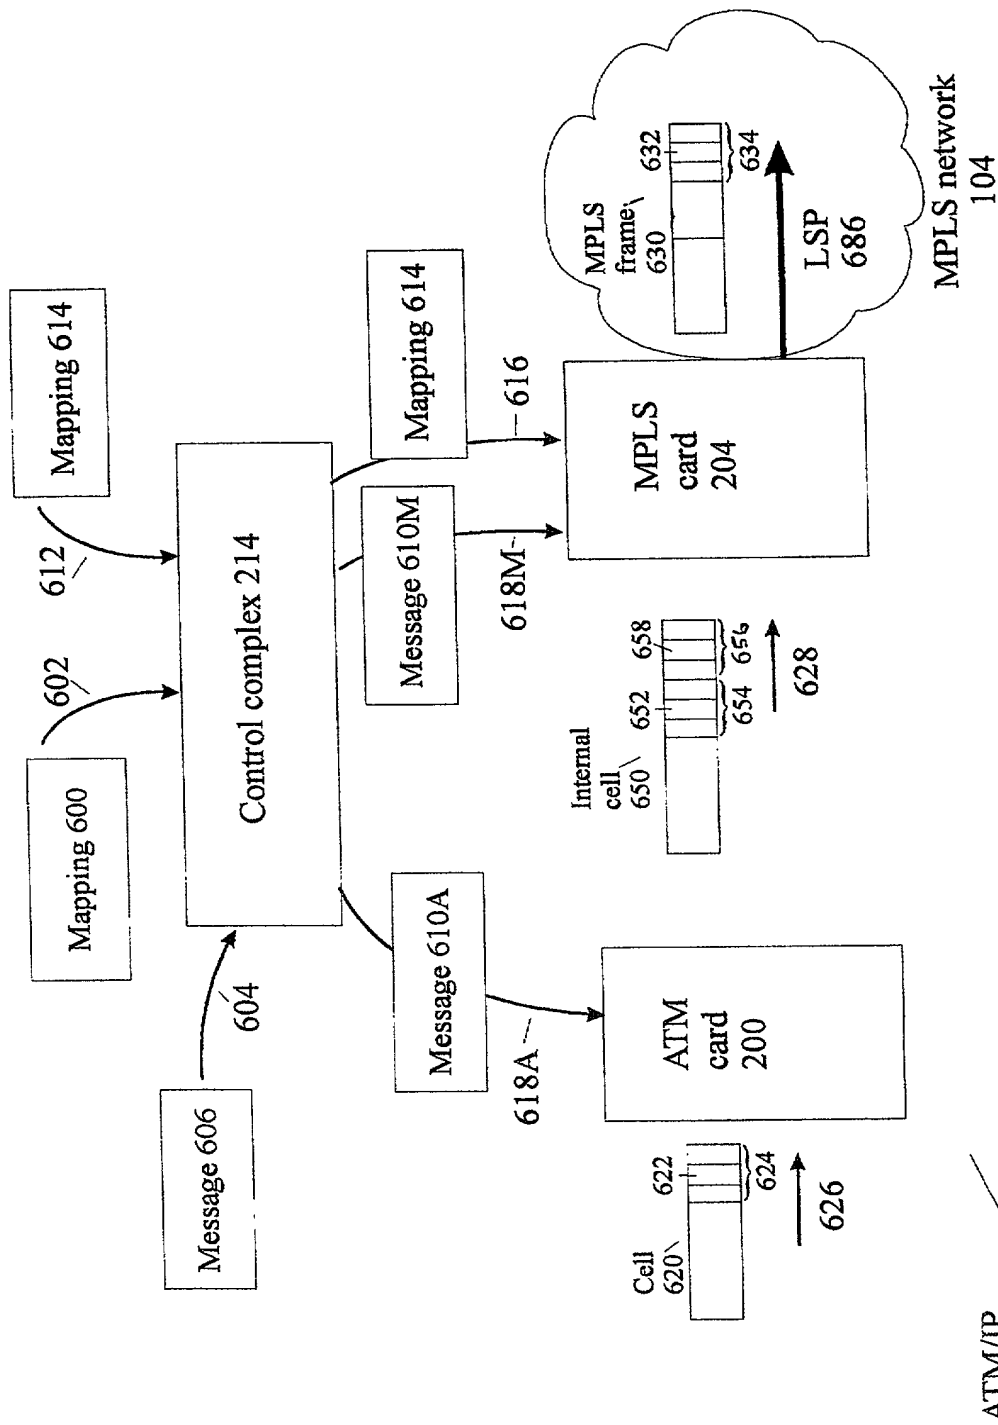 Mapping 614
612
602
Mapping 600
Message 606
604
Control complex 214
Mapping 614
616
Message 610M
618M
Message 610A
618A
Cell
620
622
624
626
ATM
card
200
Internal
cell
650
652
658
654
656
628
MPLS
card
204
MPLS
frame
630
632
634
LSP
686
MPLS network
104
ATM/IP